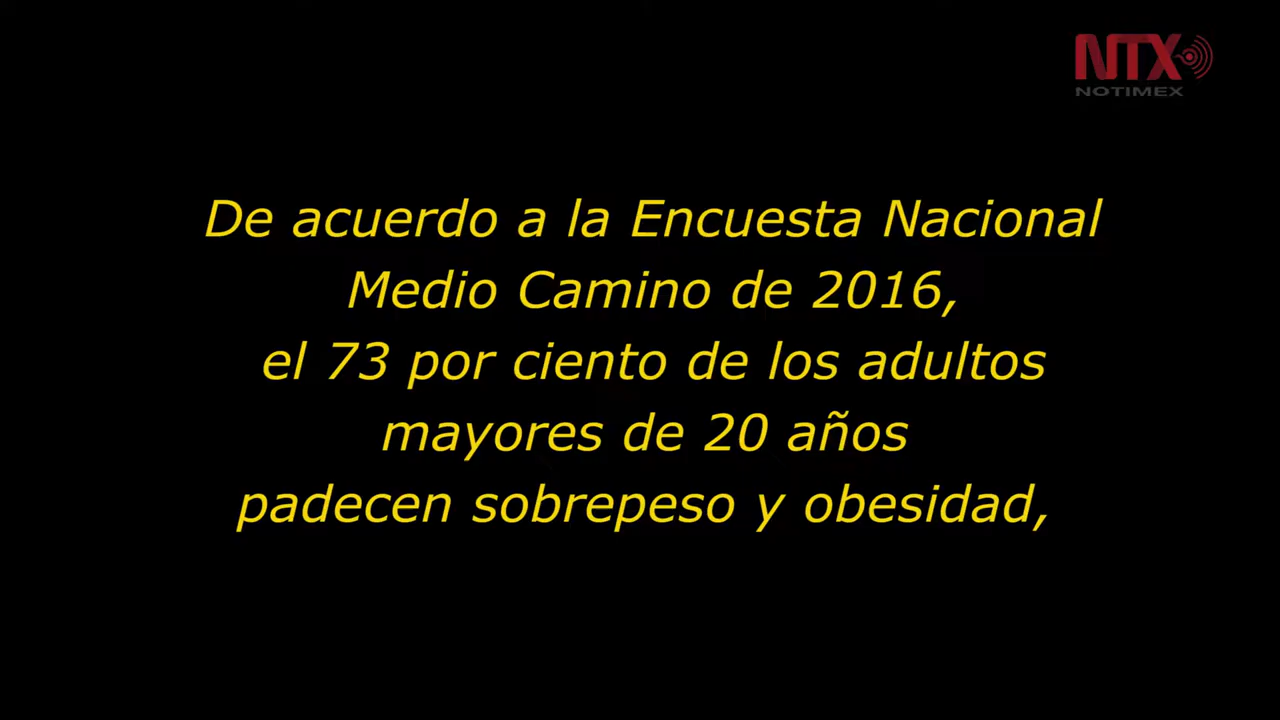 NTX
NOTIMEX
De acuerdo a la Encuesta Nacional
Medio Camino de 2016,
el 73 por ciento de los adultos
mayores de 20 años
padecen sobrepeso y obesidad,